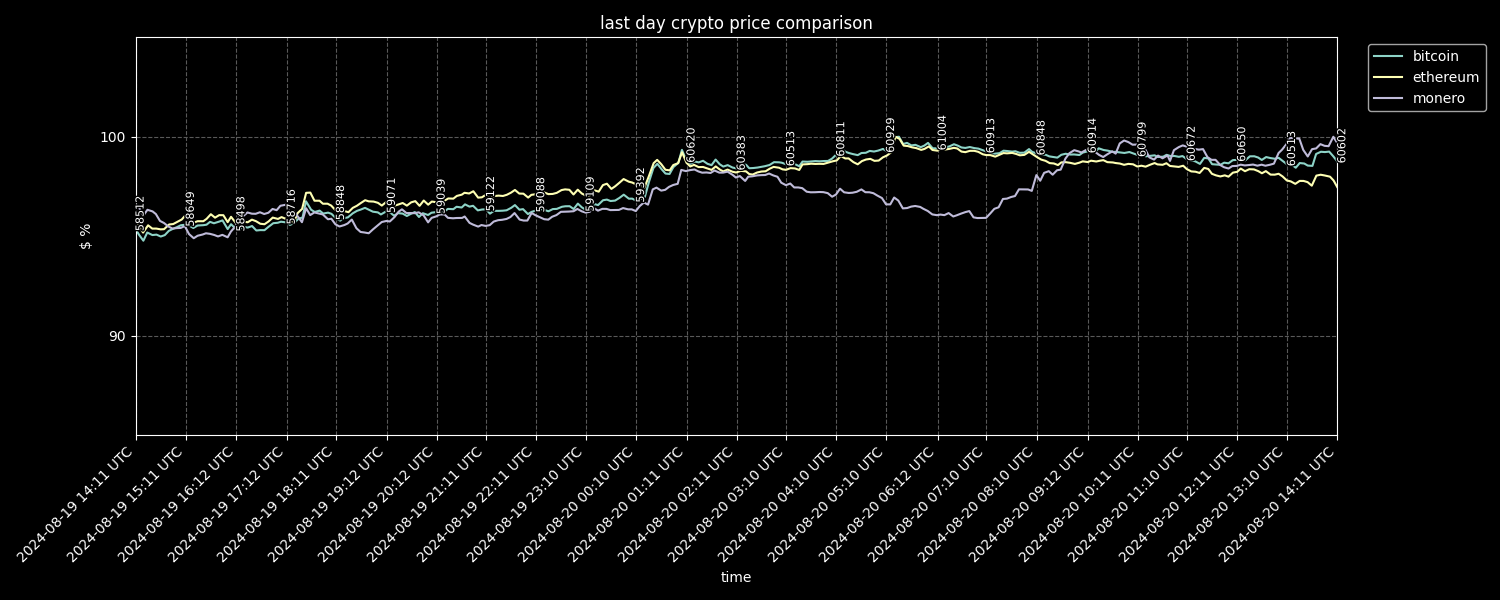 last day crypto price comparison
bitcoin
ethereum
monero
100
90
$ %
58512
58649
58498
58716
58848
59071
59039
59122
59088
59109
59392
60620
60383
60513
60811
60929
61004
60913
60848
60914
60799
60672
60650
60513
60602
2024-08-19 14:11 UTC
2024-08-19 15:11 UTC
2024-08-19 16:12 UTC
2024-08-19 17:12 UTC
2024-08-19 18:11 UTC
2024-08-19 19:12 UTC
2024-08-19 20:12 UTC
2024-08-19 21:11 UTC
2024-08-19 22:11 UTC
2024-08-19 23:10 UTC
2024-08-20 00:10 UTC
2024-08-20 01:11 UTC
2024-08-20 02:11 UTC
2024-08-20 03:10 UTC
2024-08-20 04:10 UTC
2024-08-20 05:10 UTC
2024-08-20 06:12 UTC
2024-08-20 07:10 UTC
2024-08-20 08:10 UTC
2024-08-20 09:12 UTC
2024-08-20 10:11 UTC
2024-08-20 11:10 UTC
2024-08-20 12:11 UTC
2024-08-20 13:10 UTC
2024-08-20 14:11 UTC
time